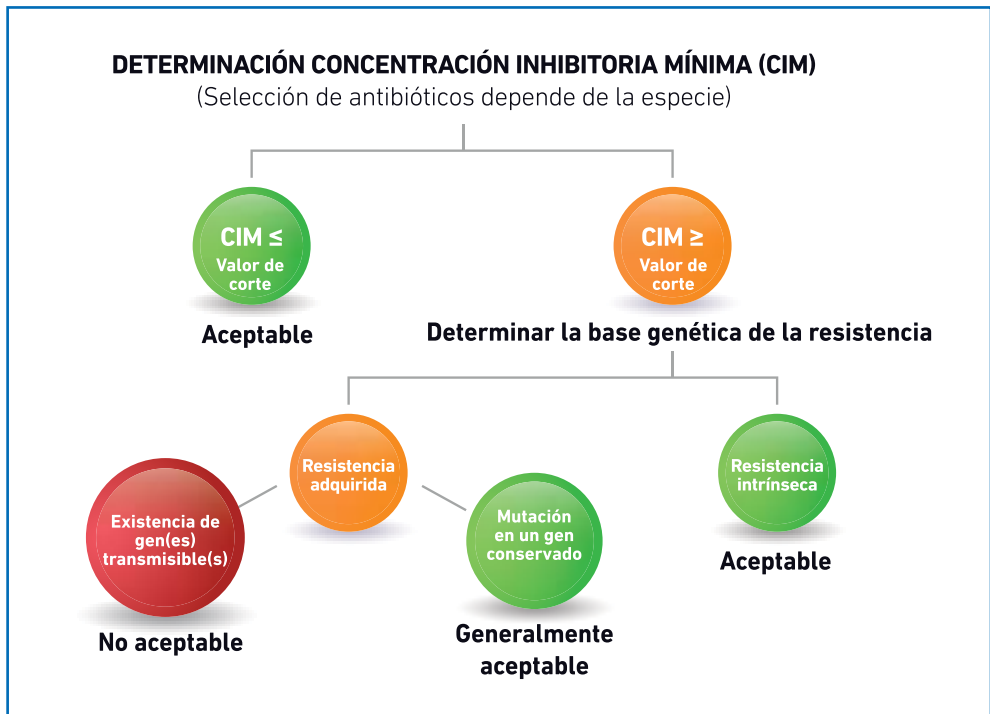 DETERMINACIÓN CONCENTRACIÓN INHIBITORIA MÍNIMA (CIM)
(Selección de antibióticos depende de la especie)
CIM ≤
Valor de
corte
Aceptable
CIM ≥
Valor de
corte
Determinar la base genética de la resistencia
Resistencia
adquirida
Existencia de
gen(es)
transmisible(s)
No aceptable
Mutación
en un gen
conservado
Generalmente
aceptable
Resistencia
intrínseca
Aceptable